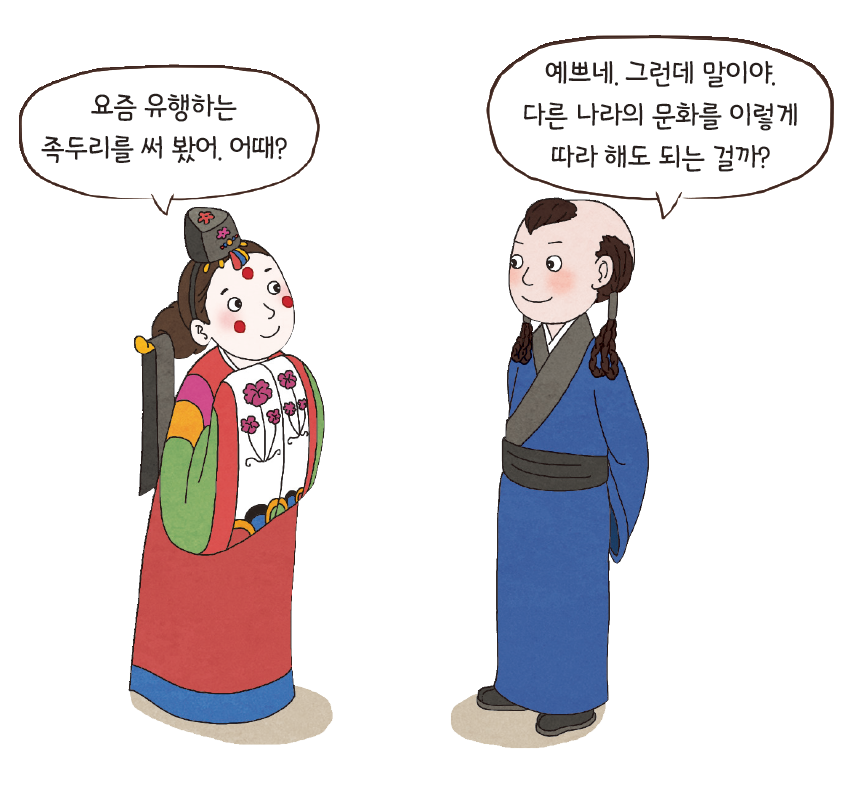 요즘 유행하는
족두리를 써 봤어. 어때?
예쁘네. 그런데 말이야.
다른 나라의 문화를 이렇게
따라 해도 되는 걸까?